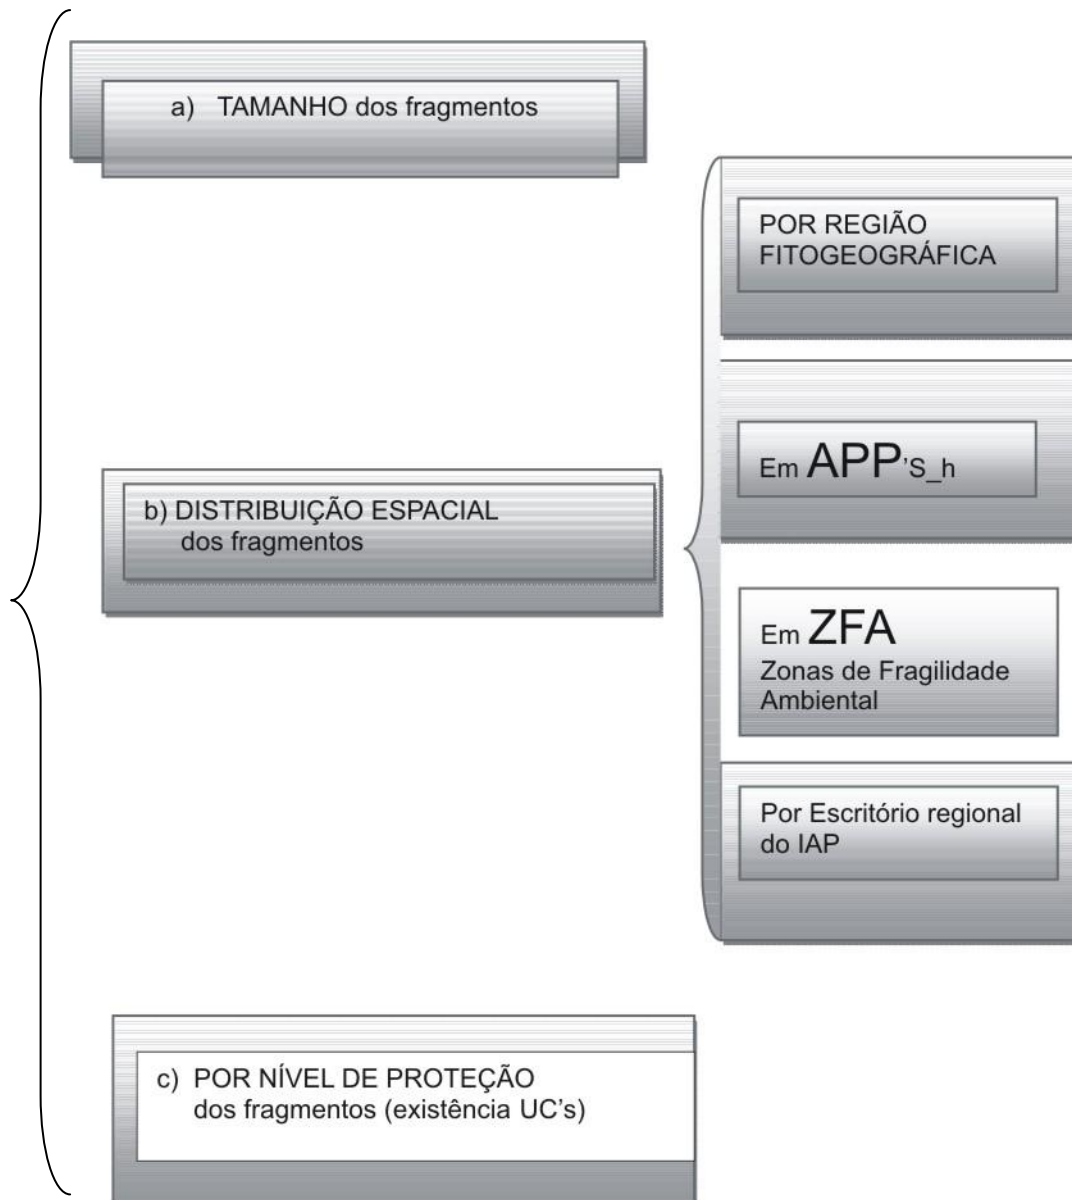 a) TAMANHO dos fragmentos
b) DISTRIBUIÇÃO ESPACIAL
dos fragmentos
POR REGIÃO
FITOGEOGRÁFICA
Em APP'S_h
Em ZFA
Zonas de Fragilidade
Ambiental
Por Escritório regional
do IAP
c) POR NÍVEL DE PROTEÇÃO
dos fragmentos (existência UC's)